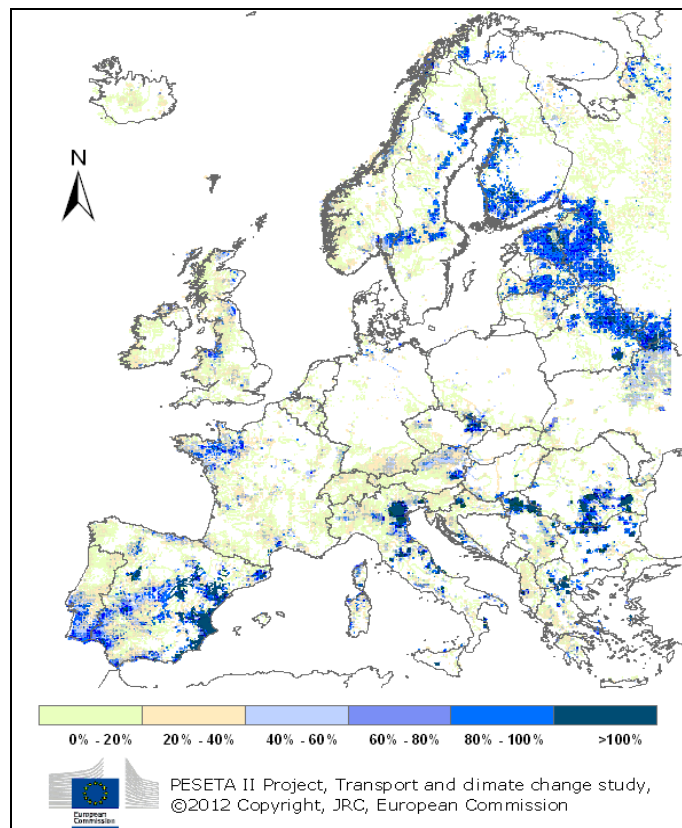 N
0% - 20% 20% - 40% 40% - 60% 60% - 80% 80% - 100% >100%
European
Commission
PESETA II Project, Transport and climate change study,
©2012 Copyright, JRC, European Commission